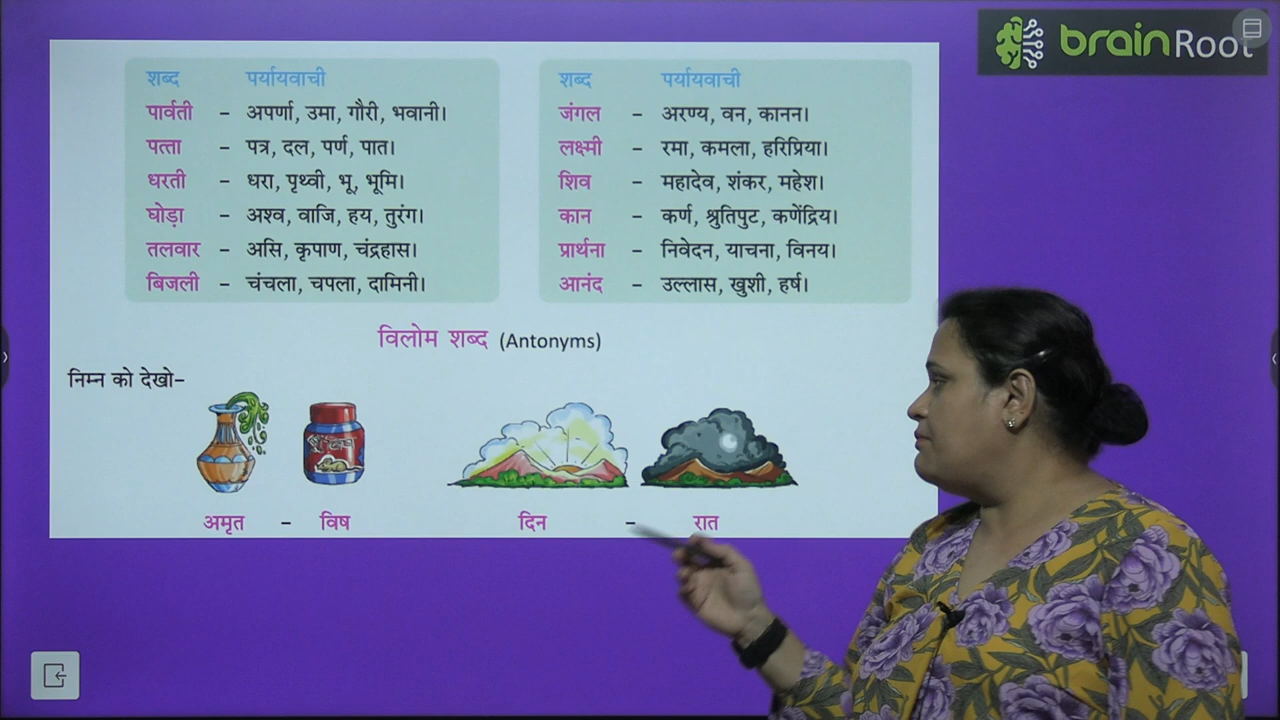 brainRoot
शब्द पर्यायवाची
पार्वती – अपर्णा, उमा, गौरी, भवानी।
पत्ता – पत्र, दल, पर्ण, पात।
धरती – धरा, पृथ्वी, भू, भूमि।
घोड़ा – अश्व, वाजि, हय, तुरंग।
तलवार – असि, कृपाण, चंद्रहास।
बिजली – चंचला, चपला, दामिनी।
शब्द पर्यायवाची
जंगल – अरण्य, वन, कानन।
लक्ष्मी – रमा, कमला, हरिप्रिया।
शिव – महादेव, शंकर, महेश।
कान – कर्ण, श्रुतिपुट, कणेंद्रिय।
प्रार्थना – निवेदन, याचना, विनय।
आनंद – उल्लास, खुशी, हर्ष।
विलोम शब्द (Antonyms)
निम्न को देखो–
अमृत – विष दिन – रात